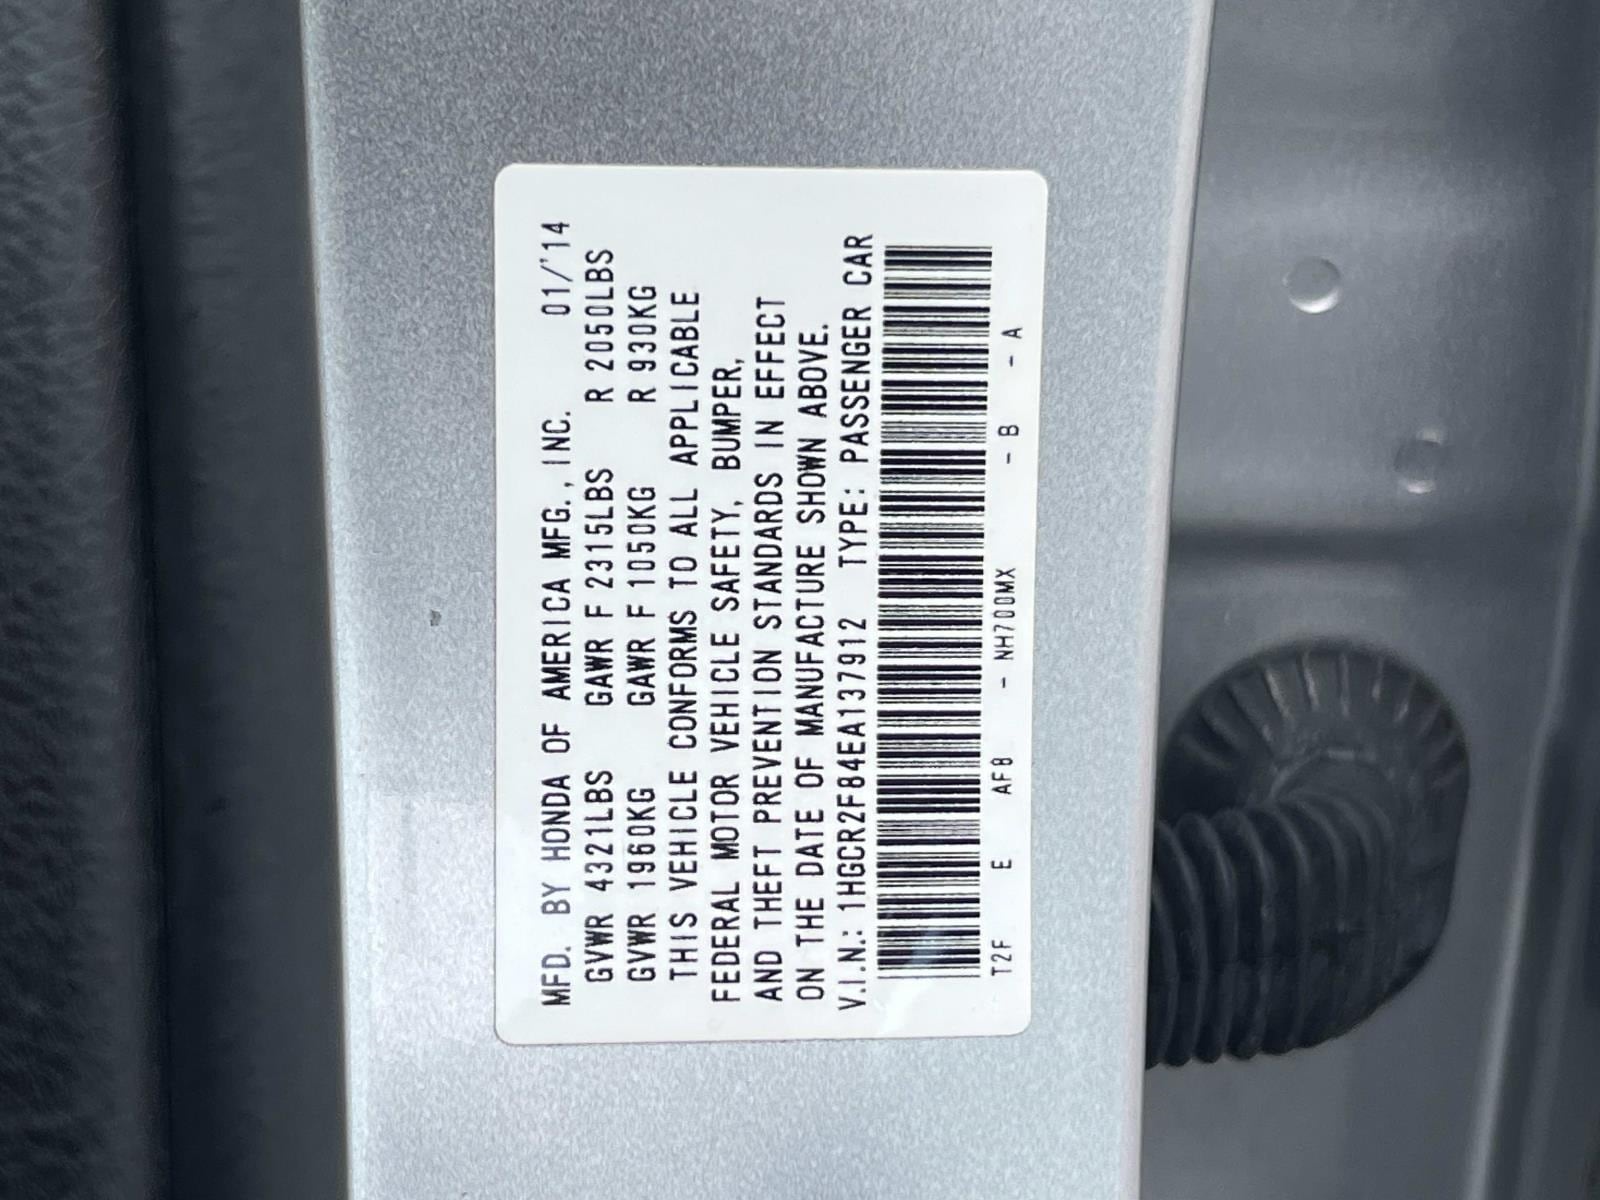 MFD. BY HONDA OF AMERICA MFG.,INC. 01/'14
GVWR 4321LBS GAWR F 2315LBS R 2050LBS
GVWR 1960KG GAWR F 1050KG R 930KG
THIS VEHICLE CONFORMS TO ALL APPLICABLE
FEDERAL MOTOR VEHICLE SAFETY, BUMPER,
AND THEFT PREVENTION STANDARDS IN EFFECT
ON THE DATE OF MANUFACTURE SHOWN ABOVE.
V.I.N.: 1HGCR2F84EA137912 TYPE: PASSENGER CAR
T2F E AF8 - NH700MX - B - A